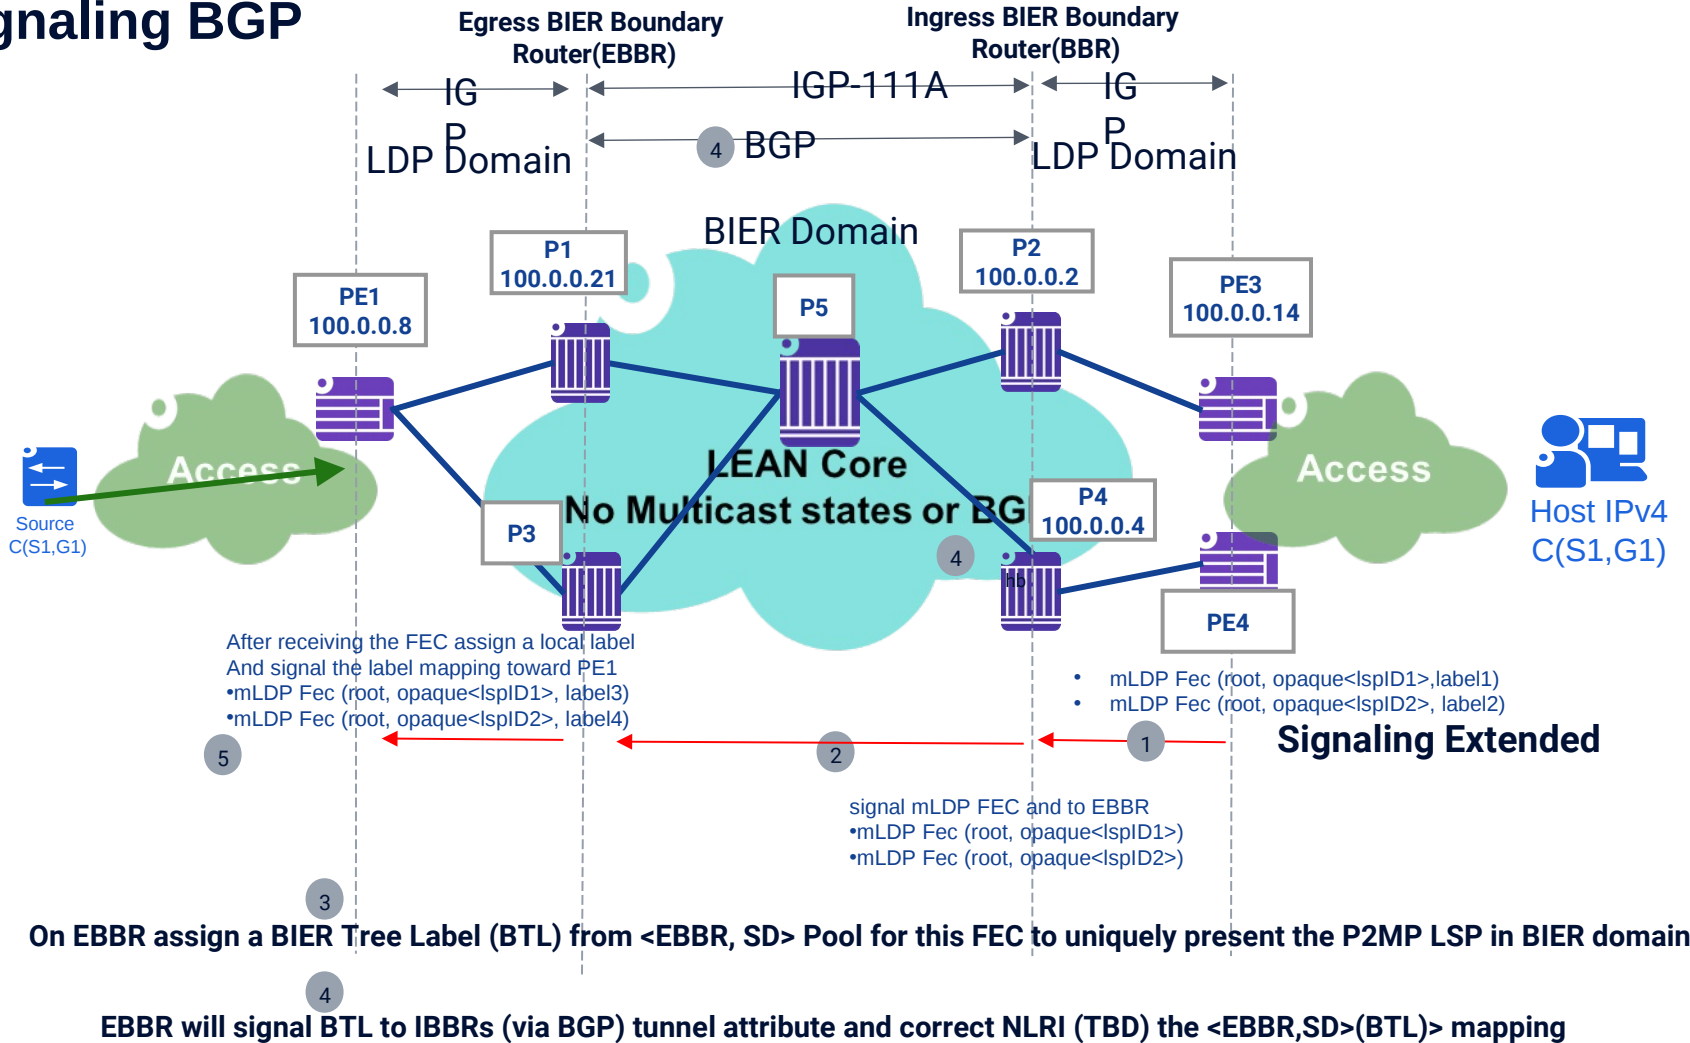 gnaling BGP
Egress BIER Boundary
Router(EBBR)
Ingress BIER Boundary
Router(BBR)
IG
P
IGP-111A
IG
P
LDP Domain
4 BGP
LDP Domain
BIER Domain
P1
100.0.0.21
P2
100.0.0.2
PE1
100.0.0.8
P5
PE3
100.0.0.14
Access
LEAN Core
No Multicast states or BG
Access
P3
P4
100.0.0.4
Source
C(S1,G1)
Host IPv4
C(S1,G1)
4
hb
PE4
After receiving the FEC assign a local label
And signal the label mapping toward PE1
•mLDP Fec (root, opaque<lspID1>, label3)
•mLDP Fec (root, opaque<lspID2>, label4)
• mLDP Fec (root, opaque<lspID1>,label1)
• mLDP Fec (root, opaque<lspID2>, label2)
5
2
1
Signaling Extended
signal mLDP FEC and to EBBR
•mLDP Fec (root, opaque<lspID1>)
•mLDP Fec (root, opaque<lspID2>)
3
On EBBR assign a BIER Tree Label (BTL) from <EBBR, SD> Pool for this FEC to uniquely present the P2MP LSP in BIER domain
4
EBBR will signal BTL to IBBRs (via BGP) tunnel attribute and correct NLRI (TBD) the <EBBR,SD>(BTL)> mapping